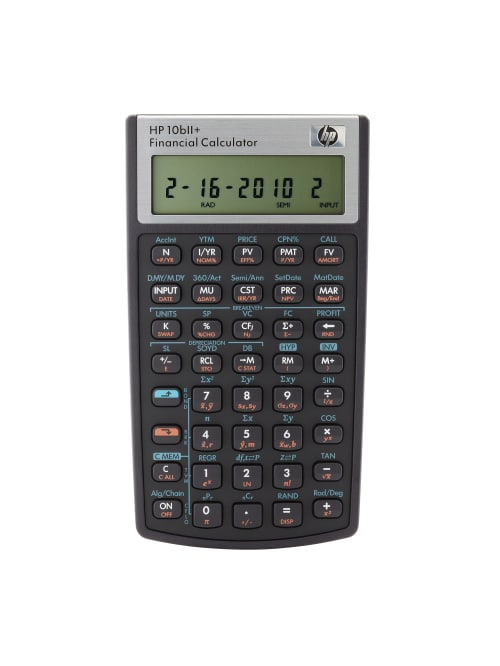 HP 10bII+
Financial Calculator
hp
2-16-2010 2
RAD SEMI INPUT
AccInt YTM PRICE CPN% CALL
N I/YR PV PMT FV
×P/YR NOM% EFF% P/YR AMORT
D.MY/M.DY 360/Act Semi/Ann SetDate MatDate
INPUT MU CST PRC MAR
DATE ΔDAYS IRR/YR NPV Beg/End
BREAKEVEN
UNITS SP VC FC PROFIT
K % CFj Σ+ ←
SWAP %CHG Nj Σ− RND
DEPRECIATION
SL SOYD DB HYP INV
+/− RCL →M RM M+
E STO C STAT ( )
Σx² Σy² Σxy SIN
7 8 9 ÷
x̄,ȳ Sx,Sy σx,σy 1/x
n Σx Σy COS
4 5 6 ×
x̂,r ŷ,m x̄w,b yˣ
C MEM REGR df,t⇄P Z⇄P TAN
C 1 2 3 −
C ALL eˣ LN n! √x
Alg/Chain nPr nCr RAND Rad/Deg
ON 0 . = +
OFF π ·/, DISP x²